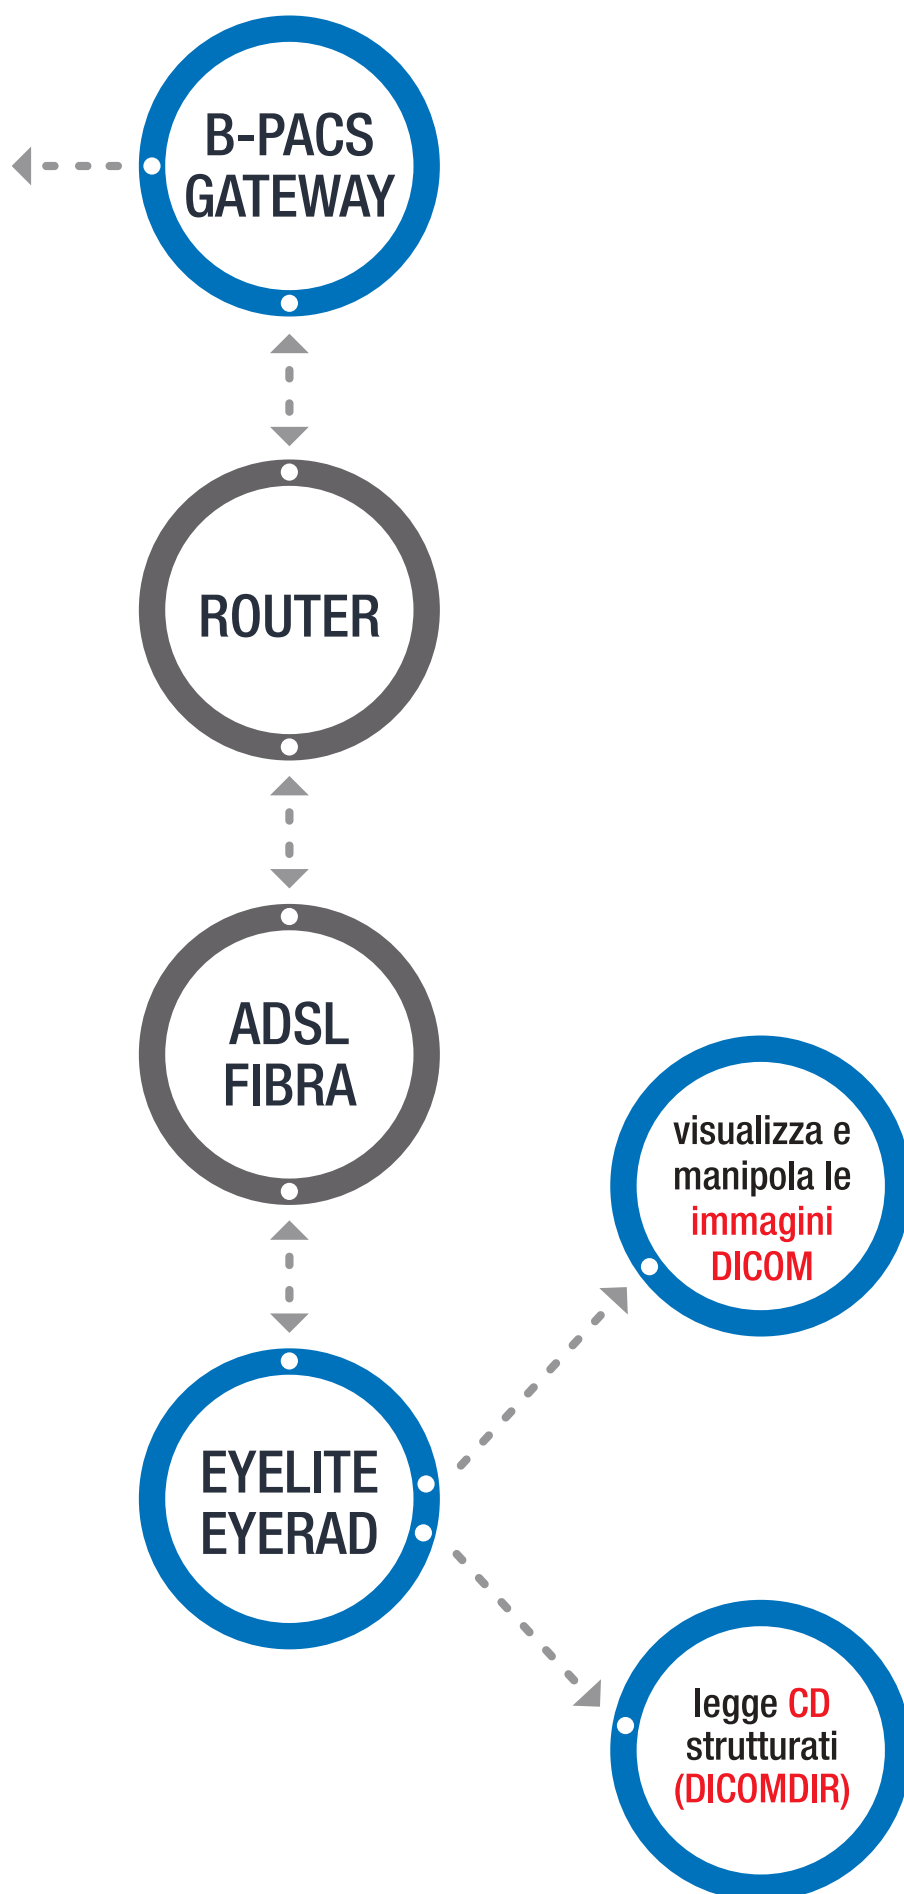 B-PACS
GATEWAY
ROUTER
ADSL
FIBRA
visualizza e
manipola le
immagini
DICOM
EYELITE
EYERAD
legge CD
strutturati
(DICOMDIR)